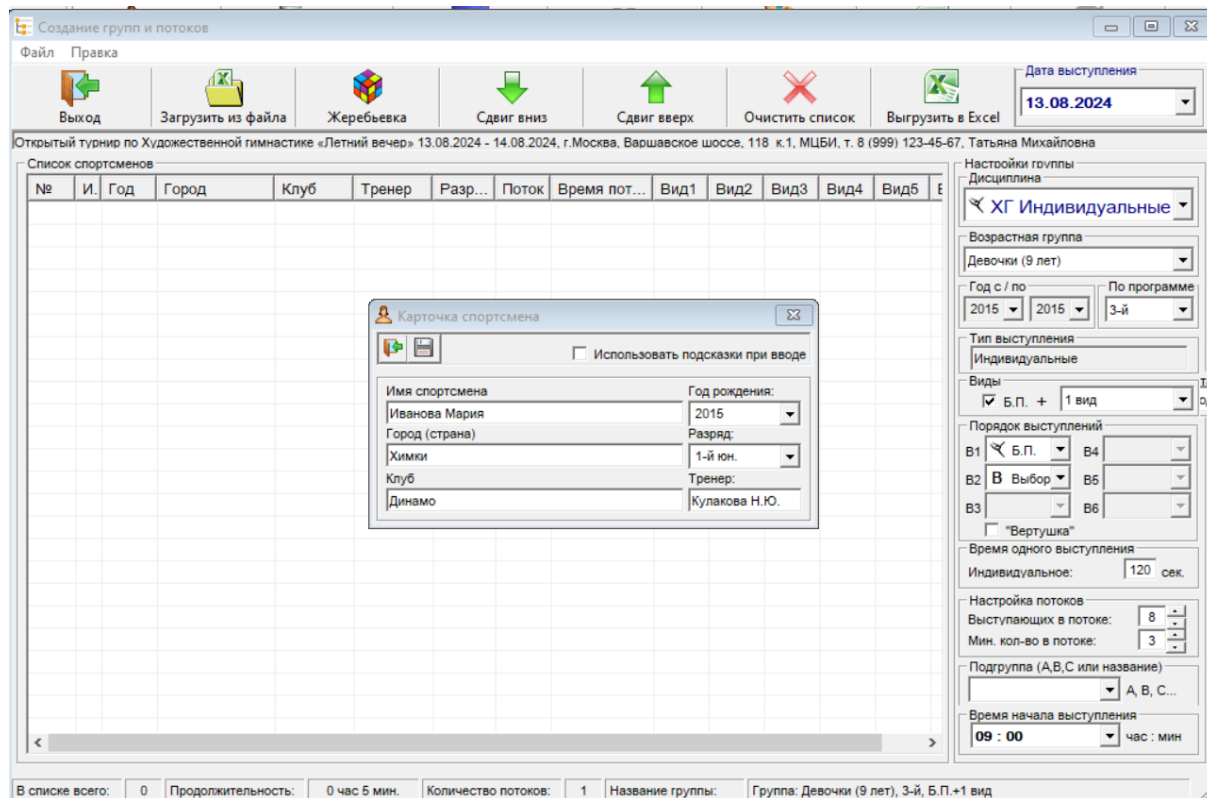 Создание групп и потоков
Файл Правка
Выход Загрузить из файла Жеребьевка Сдвиг вниз Сдвиг вверх Очистить список Выгрузить в Excel
Дата выступления
13.08.2024
Открытый турнир по Художественной гимнастике «Летний вечер» 13.08.2024 - 14.08.2024, г.Москва, Варшавское шоссе, 118 к.1, МЦБИ, т. 8 (999) 123-45-67, Татьяна Михайловна
Список спортсменов
№ И. Год Город Клуб Тренер Разр... Поток Время пот... Вид1 Вид2 Вид3 Вид4 Вид5
Карточка спортсмена
Использовать подсказки при вводе
Имя спортсмена Год рождения:
Иванова Мария 2015
Город (страна) Разряд:
Химки 1-й юн.
Клуб Тренер:
Динамо Кулакова Н.Ю.
Настройки группы
Дисциплина
ХГ Индивидуальные
Возрастная группа
Девочки (9 лет)
Год с / по По программе
2015 2015 3-й
Тип выступления
Индивидуальные
Виды
Б.П. + 1 вид
Порядок выступлений
В1 Б.П. В4
В2 В Выбор В5
В3 В6
"Вертушка"
Время одного выступления
Индивидуальное: 120 сек.
Настройка потоков
Выступающих в потоке: 8
Мин. кол-во в потоке: 3
Подгруппа (А,В,С или название)
А, В, С...
Время начала выступления
09 : 00 час : мин
В списке всего: 0 Продолжительность: 0 час 5 мин. Количество потоков: 1 Название группы: Группа: Девочки (9 лет), 3-й, Б.П.+1 вид